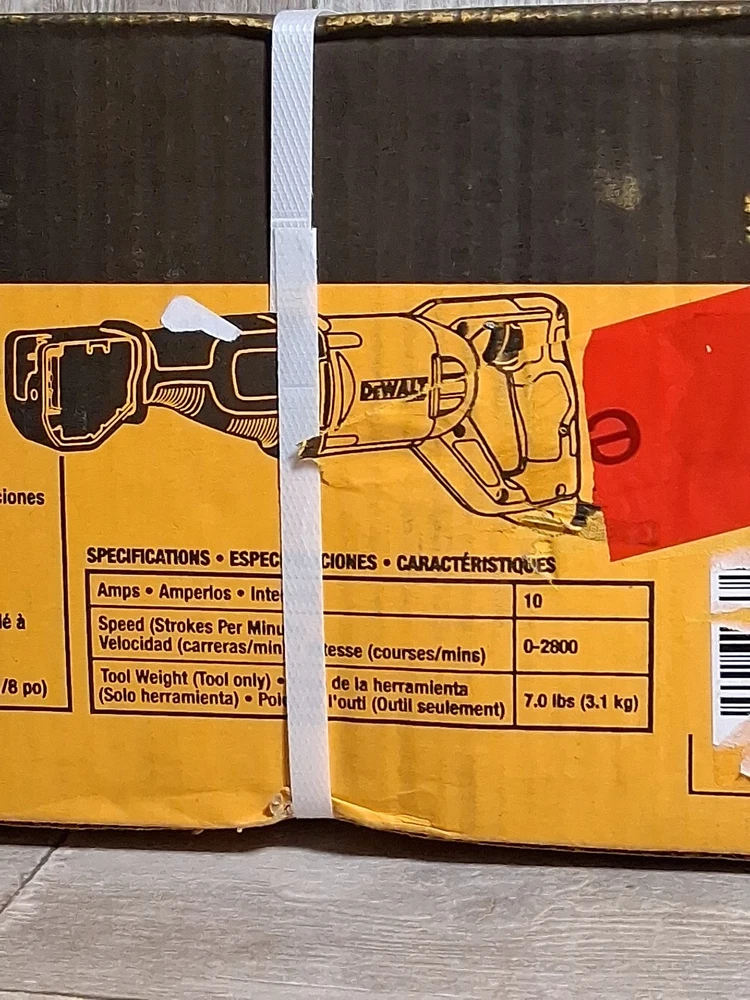 DEWALT
ciones
lé à
/8 po)
SPECIFICATIONS • ESPEC CIONES • CARACTÉRISTIQUES
Amps • Amperios • Inte
10
Speed (Strokes Per Minu
Velocidad (carreras/min tesse (courses/mins)
0-2800
Tool Weight (Tool only) • de la herramienta
(Solo herramienta) • Poi l'outi (Outil seulement)
7.0 lbs (3.1 kg)